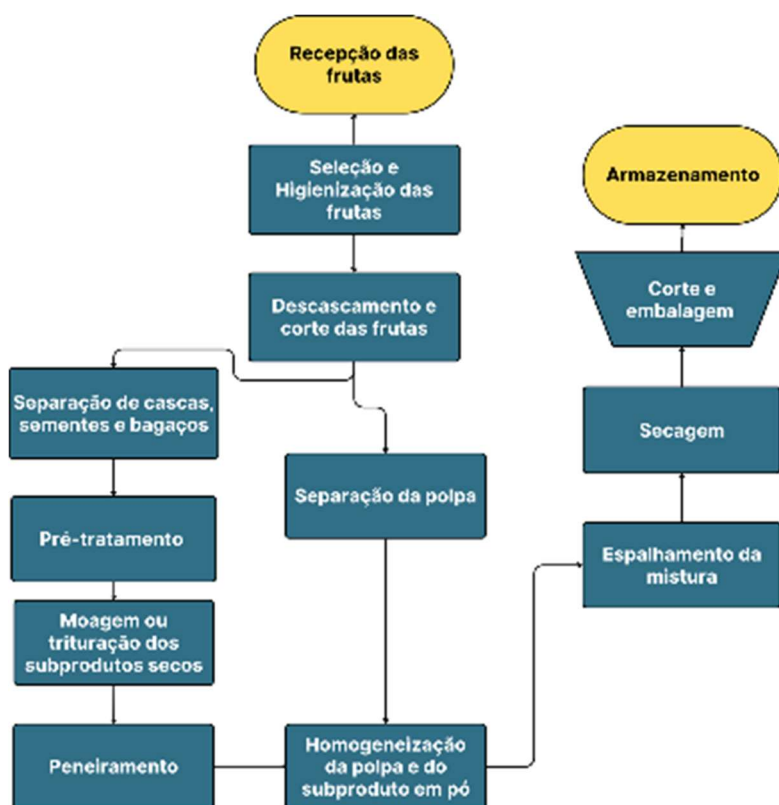 Recepção das
frutas
Seleção e
Higienização das
frutas
Descascamento e
corte das frutas
Separação de cascas,
sementes e bagaços
Pré-tratamento
Moagem ou
trituração dos
subprodutos secos
Peneiramento
Separação da polpa
Homogeneização
da polpa e do
subproduto em pó
Espalhamento da
mistura
Secagem
Corte e
embalagem
Armazenamento